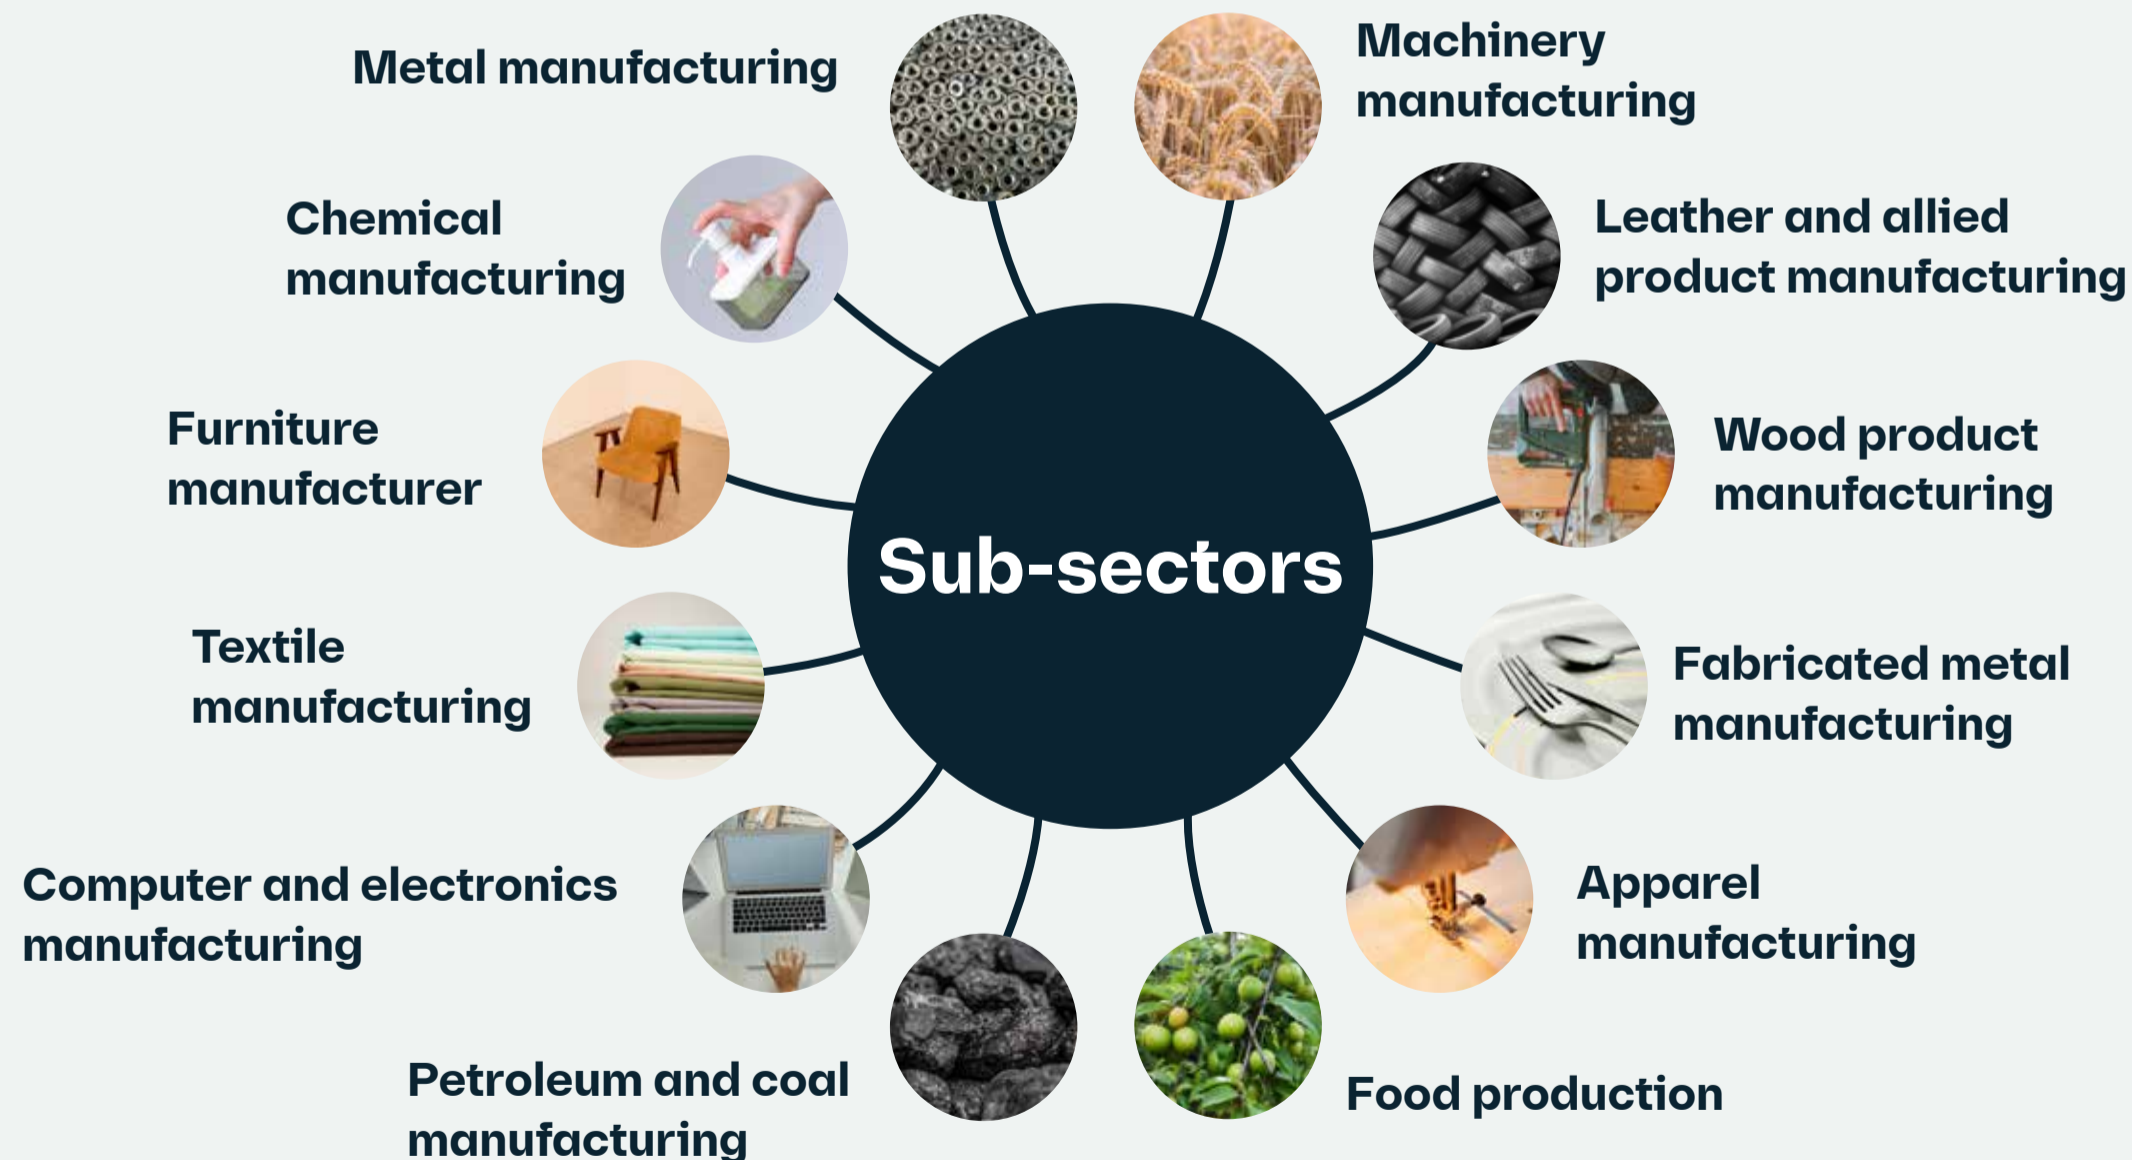 Metal manufacturing
Machinery
manufacturing
Chemical
manufacturing
Leather and allied
product manufacturing
Furniture
manufacturer
Wood product
manufacturing
Sub-sectors
Textile
manufacturing
Fabricated metal
manufacturing
Computer and electronics
manufacturing
Apparel
manufacturing
Petroleum and coal
manufacturing
Food production